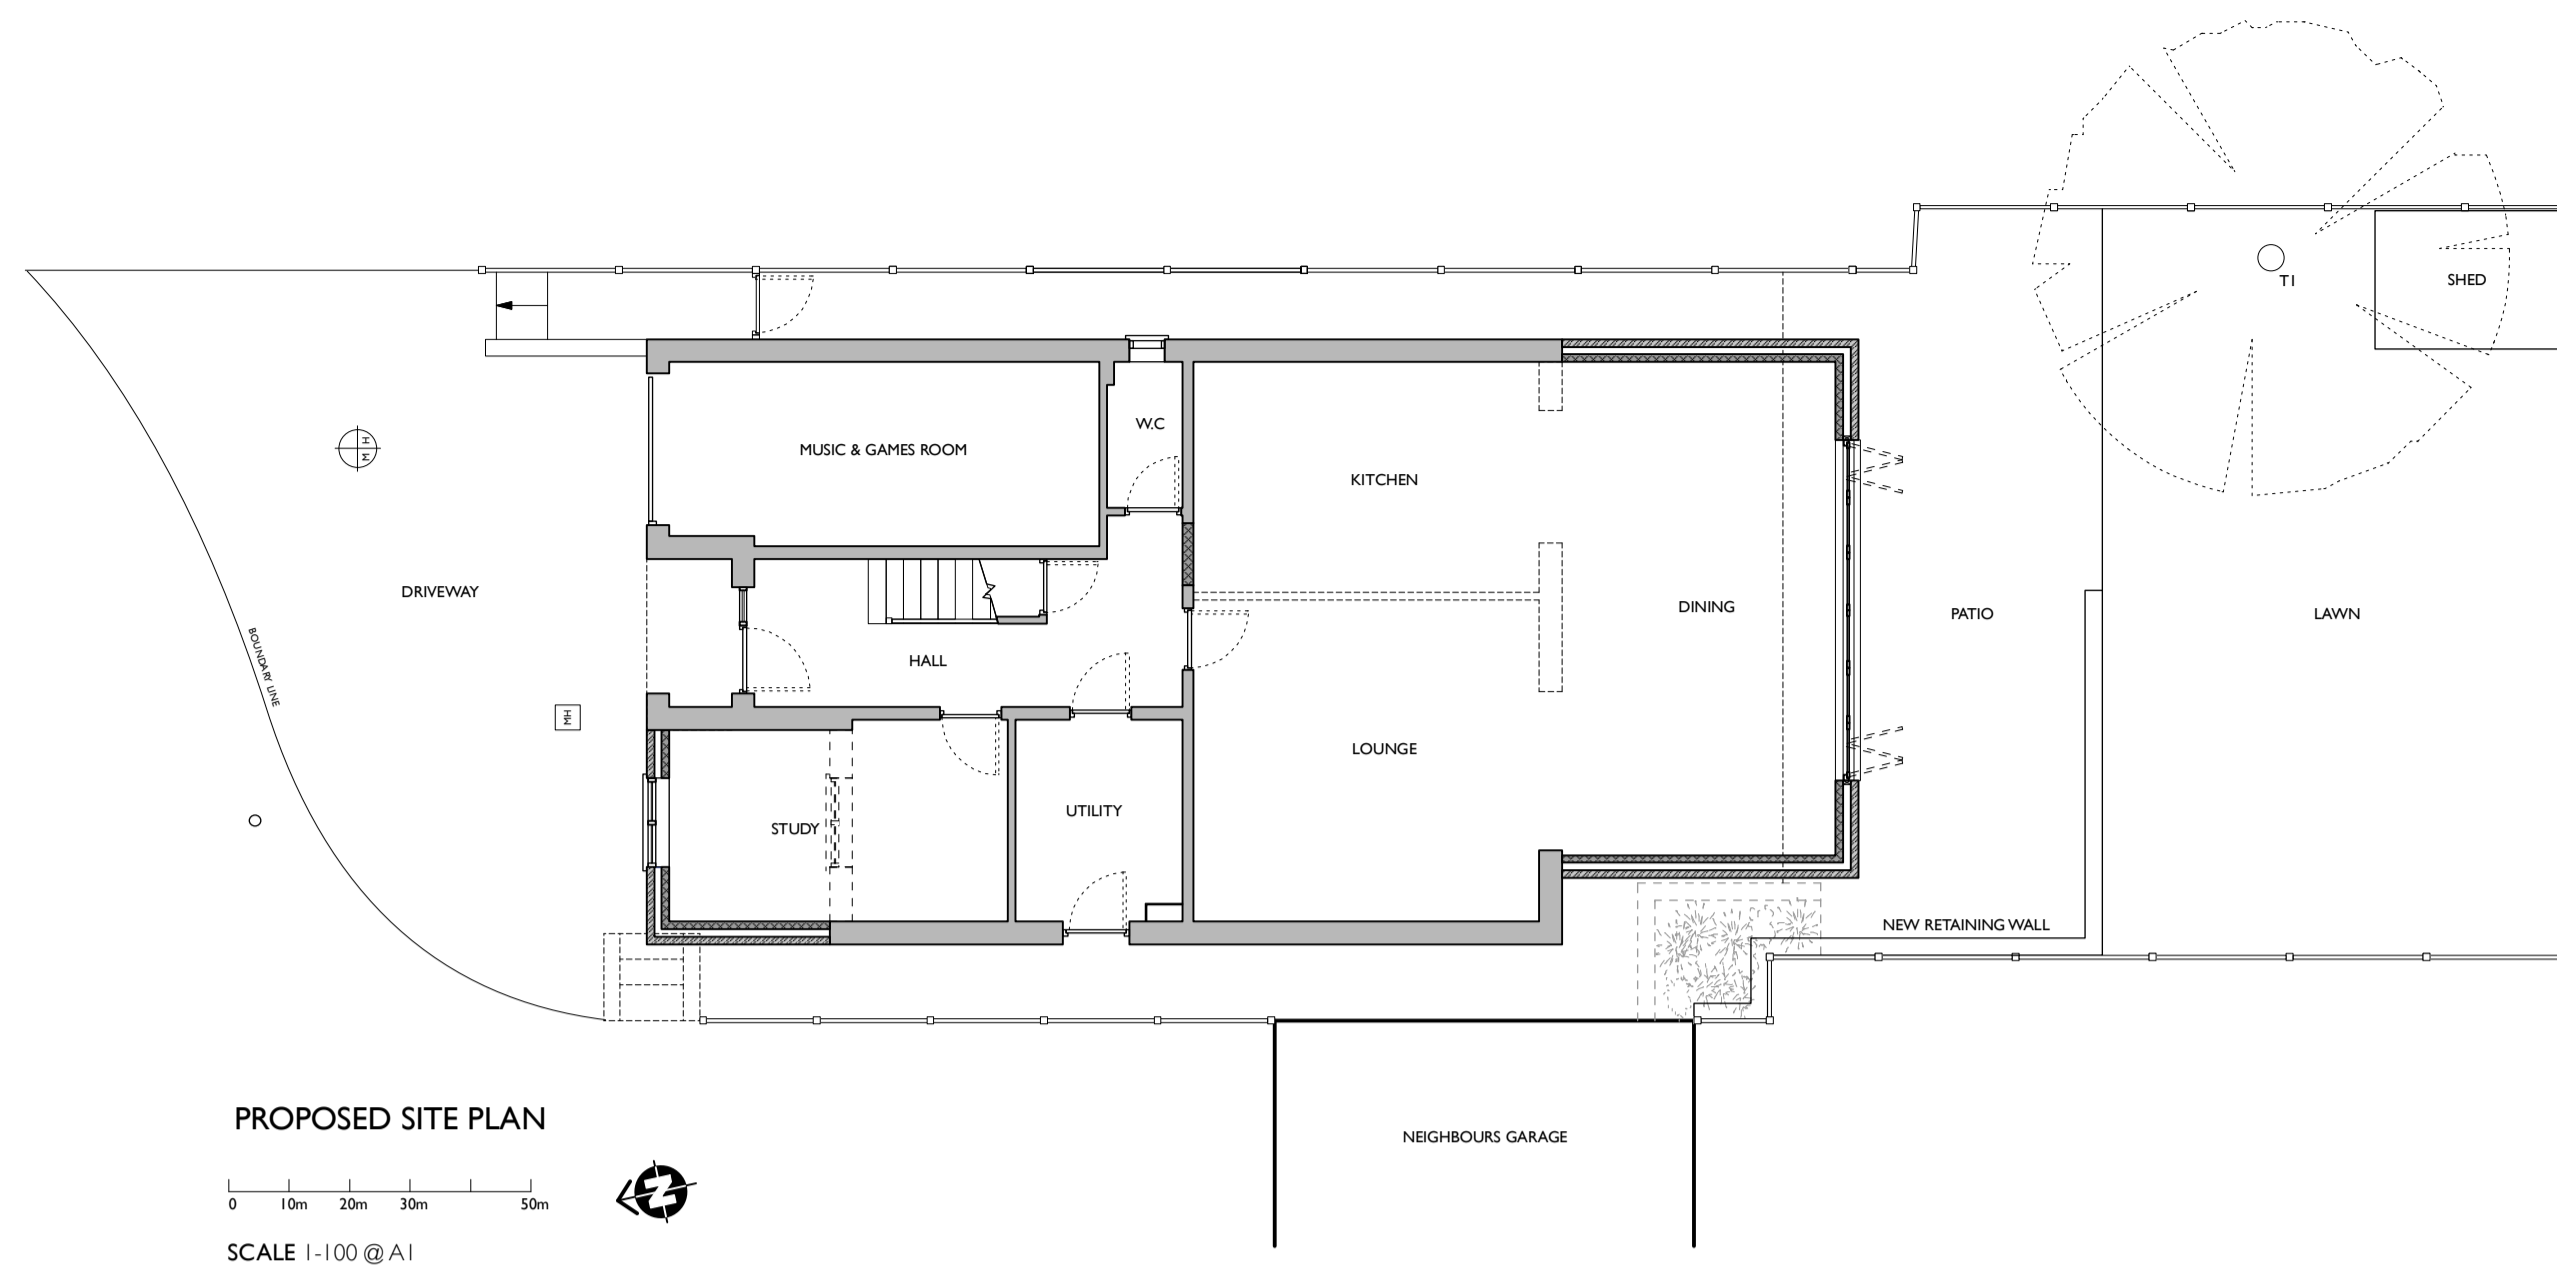 T1
SHED
W.C
MUSIC & GAMES ROOM
KITCHEN
H
M
DRIVEWAY
DINING
PATIO
LAWN
BOUNDARY LINE
HALL
MH
LOUNGE
UTILITY
STUDY
NEW RETAINING WALL
PROPOSED SITE PLAN
NEIGHBOURS GARAGE
0 10m 20m 30m 50m
N
SCALE 1-100 @ A1